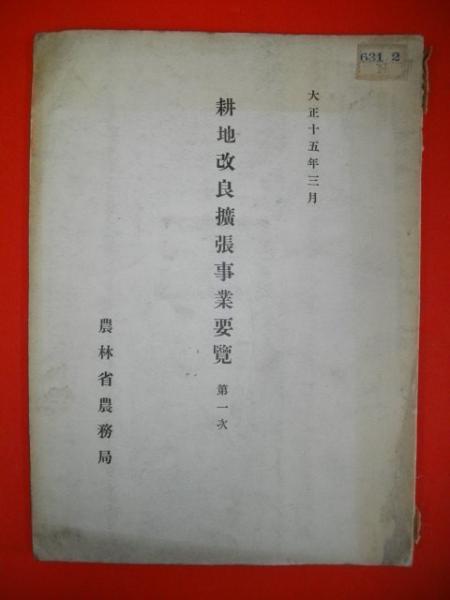 631.2
大正十五年三月
耕地改良擴張事業要覽 第一次
農林省農務局